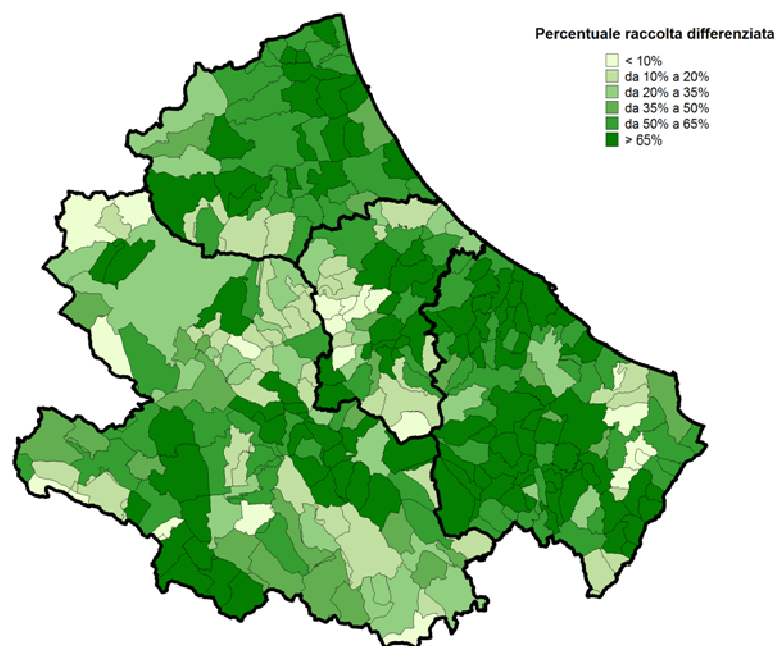 Percentuale raccolta differenziata
< 10%
da 10% a 20%
da 20% a 35%
da 35% a 50%
da 50% a 65%
≥ 65%